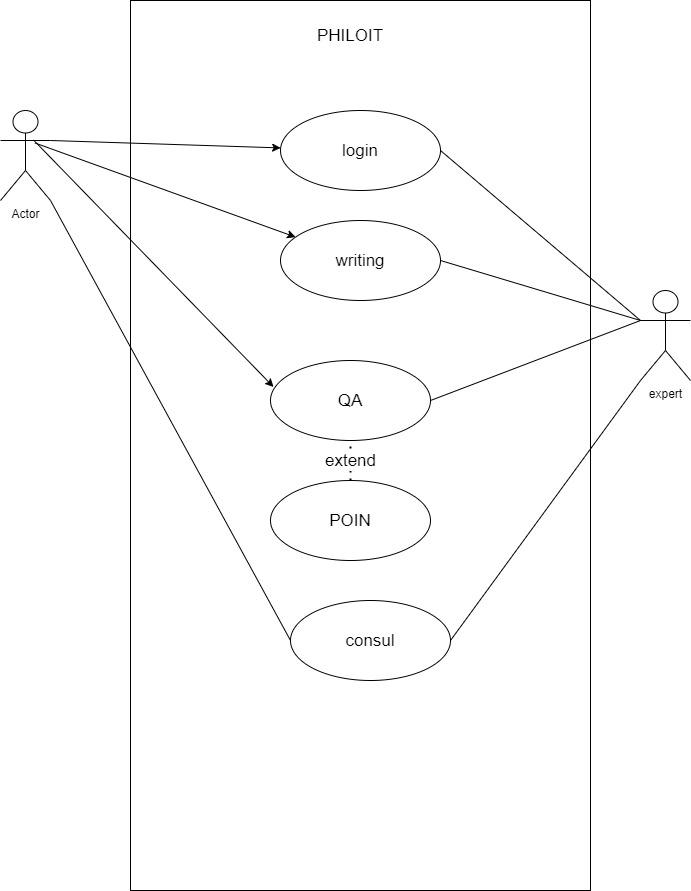 PHILOIT
login
Actor
writing
expert
QA
extend
POIN
consul